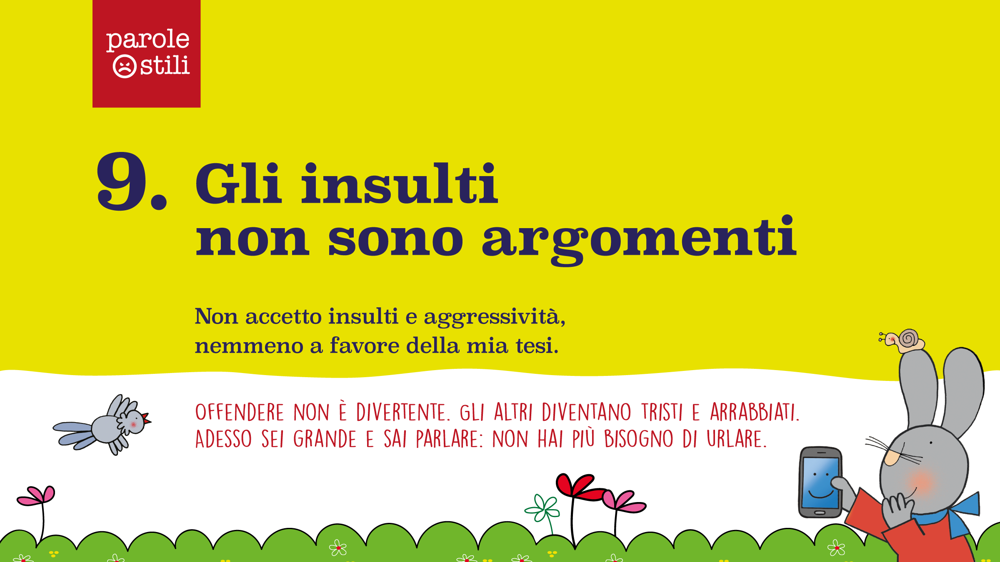 parole
ostili
9. Gli insulti
non sono argomenti
Non accetto insulti e aggressività,
nemmeno a favore della mia tesi.
OFFENDERE NON È DIVERTENTE. GLI ALTRI DIVENTANO TRISTI E ARRABBIATI.
ADESSO SEI GRANDE E SAI PARLARE: NON HAI PIÙ BISOGNO DI URLARE.